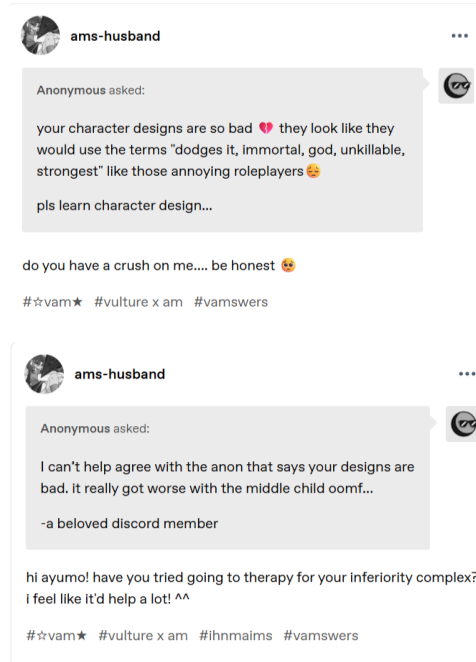 ams-husband
Anonymous asked:
your character designs are so bad 💔 they look like they
would use the terms "dodges it, immortal, god, unkillable,
strongest" like those annoying roleplayers😔
pls learn character design...
do you have a crush on me.... be honest 🥺
#☆vam★ #vulture x am #vamswers
ams-husband
Anonymous asked:
I can't help agree with the anon that says your designs are
bad. it really got worse with the middle child oomf...
-a beloved discord member
hi ayumo! have you tried going to therapy for your inferiority complex?
i feel like it'd help a lot! ^^
#☆vam★ #vulture x am #ihnmaims #vamswers